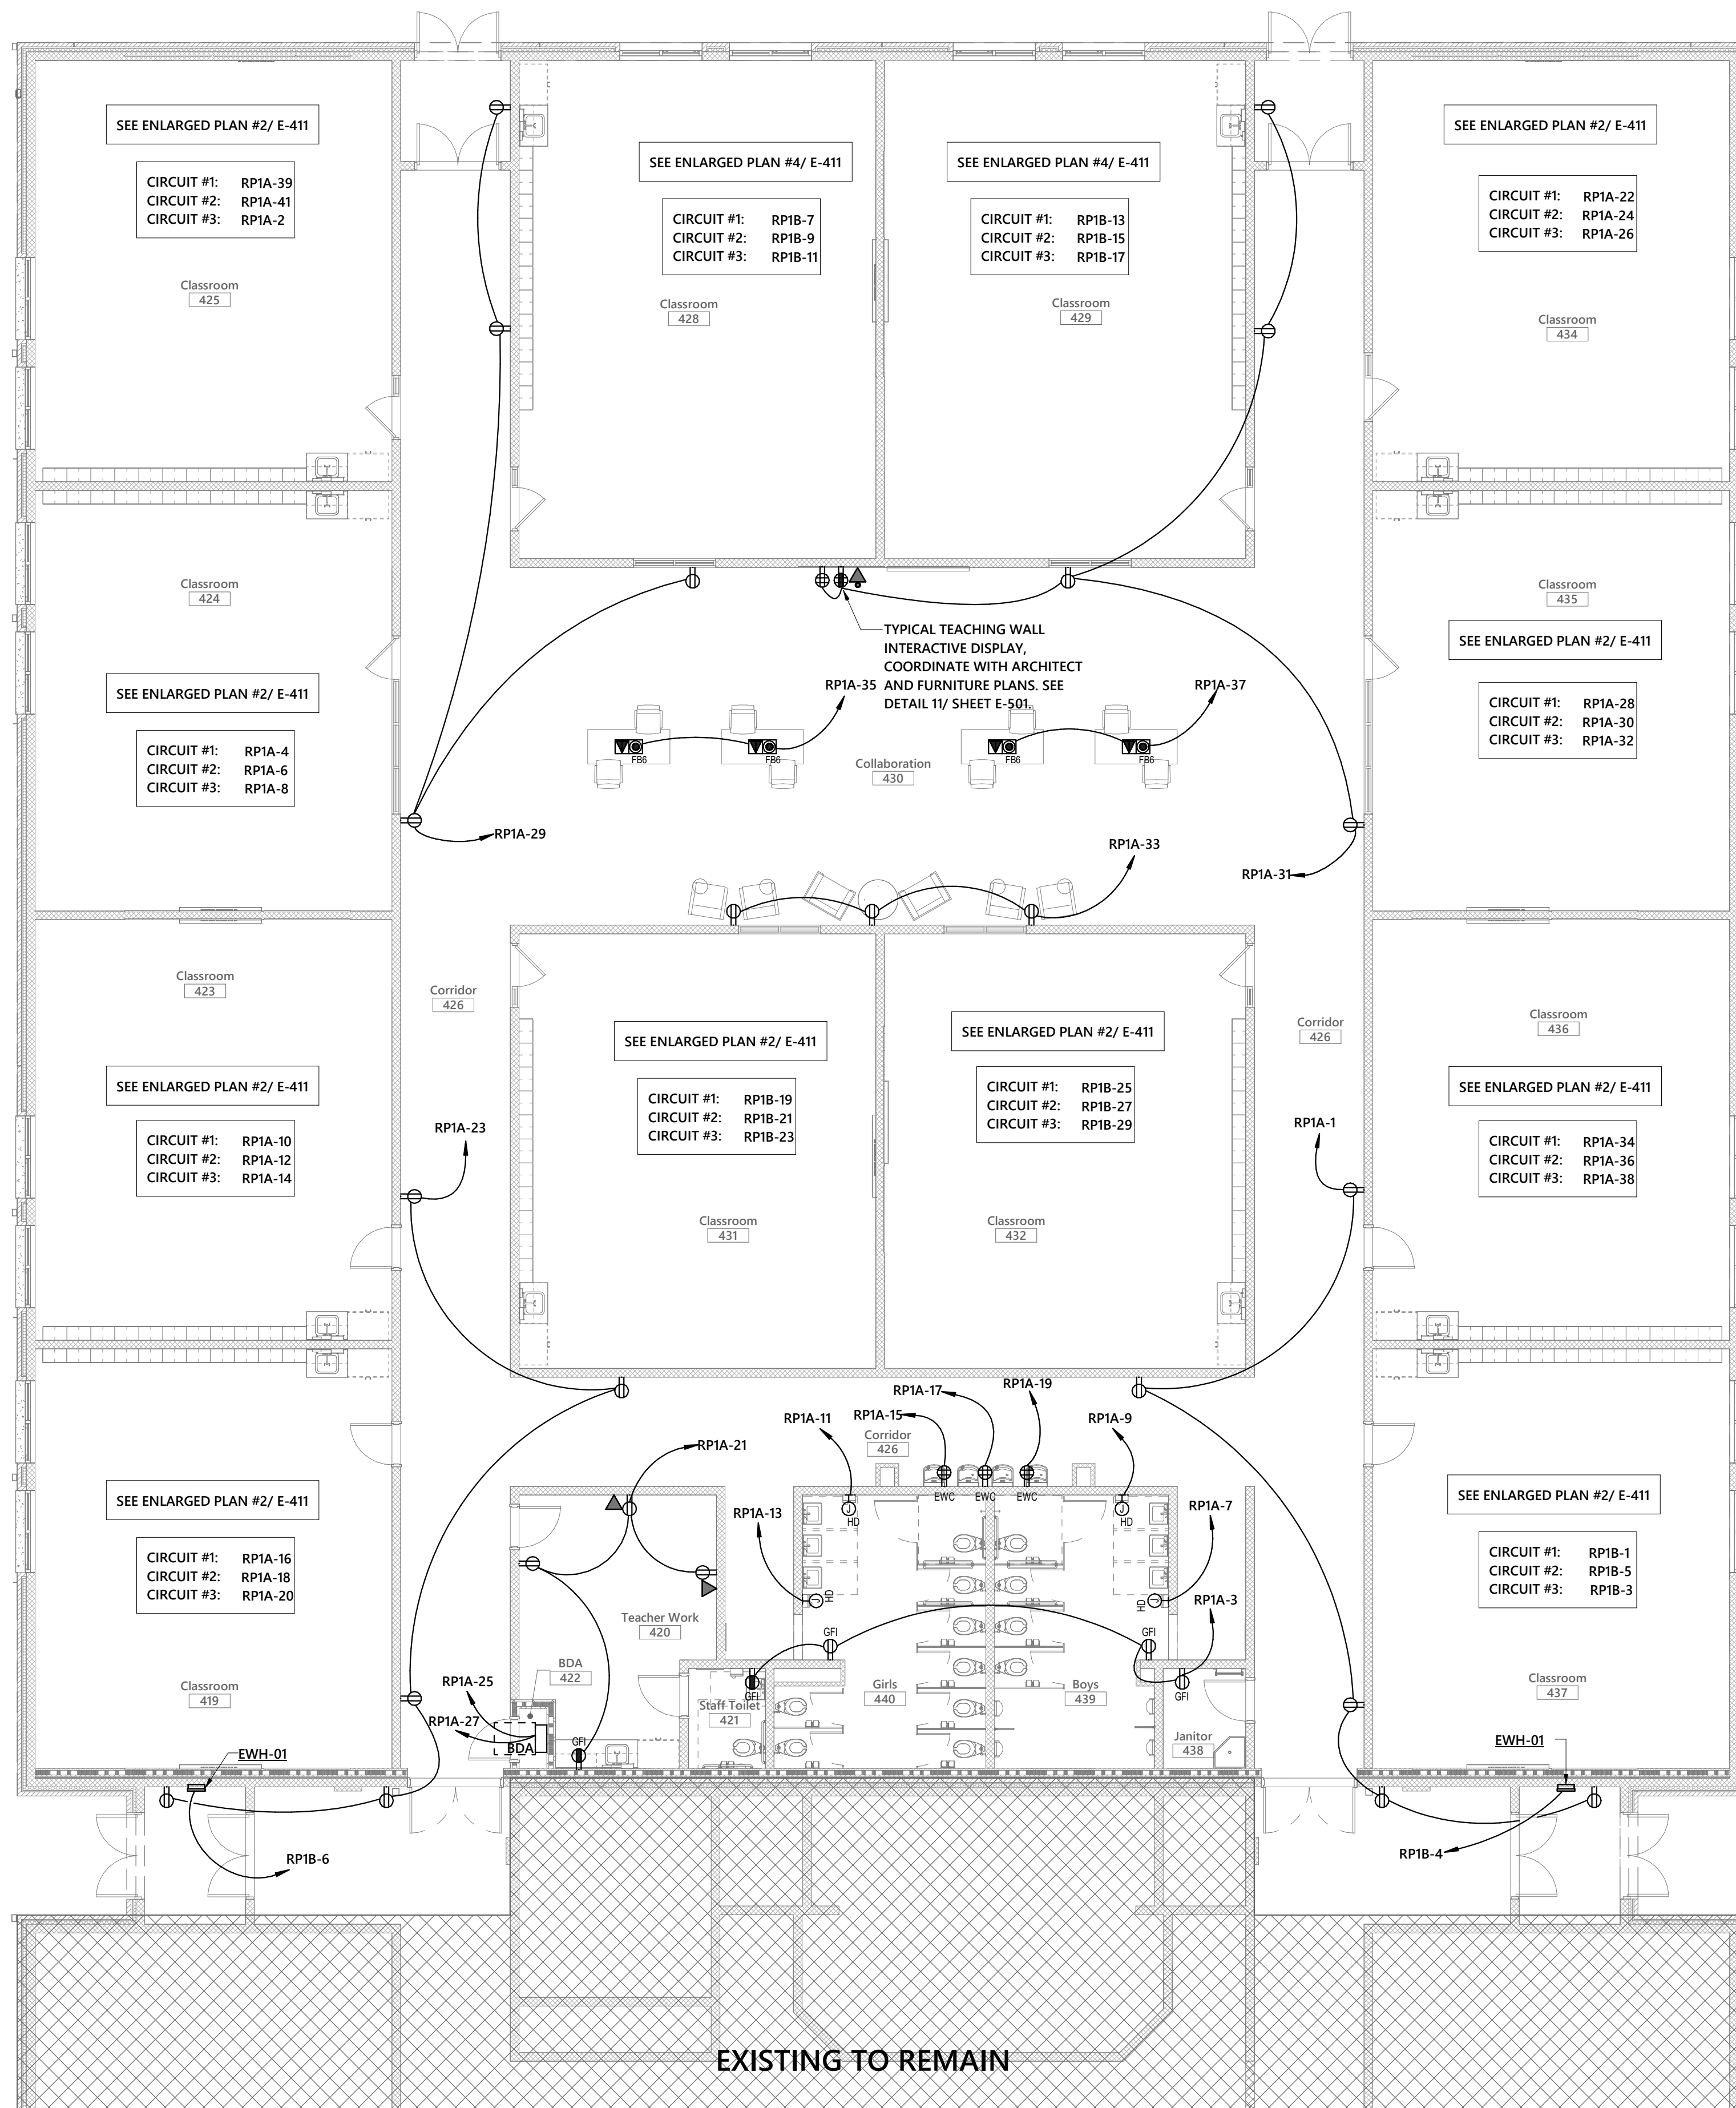 SEE ENLARGED PLAN #2/ E-411
CIRCUIT #1: RP1A-39
CIRCUIT #2: RP1A-41
CIRCUIT #3: RP1A-2
Classroom
425
SEE ENLARGED PLAN #4/ E-411
CIRCUIT #1: RP1B-7
CIRCUIT #2: RP1B-9
CIRCUIT #3: RP1B-11
Classroom
428
SEE ENLARGED PLAN #4/ E-411
CIRCUIT #1: RP1B-13
CIRCUIT #2: RP1B-15
CIRCUIT #3: RP1B-17
Classroom
429
SEE ENLARGED PLAN #2/ E-411
CIRCUIT #1: RP1A-22
CIRCUIT #2: RP1A-24
CIRCUIT #3: RP1A-26
Classroom
434
Classroom
424
SEE ENLARGED PLAN #2/ E-411
CIRCUIT #1: RP1A-4
CIRCUIT #2: RP1A-6
CIRCUIT #3: RP1A-8
TYPICAL TEACHING WALL
INTERACTIVE DISPLAY,
COORDINATE WITH ARCHITECT
AND FURNITURE PLANS. SEE
DETAIL 11/ SHEET E-501.
RP1A-35
RP1A-37
FB6
FB6
FB6
FB6
Collaboration
430
Classroom
435
SEE ENLARGED PLAN #2/ E-411
CIRCUIT #1: RP1A-28
CIRCUIT #2: RP1A-30
CIRCUIT #3: RP1A-32
RP1A-29
RP1A-33
RP1A-31
Classroom
423
SEE ENLARGED PLAN #2/ E-411
CIRCUIT #1: RP1A-10
CIRCUIT #2: RP1A-12
CIRCUIT #3: RP1A-14
Corridor
426
RP1A-23
SEE ENLARGED PLAN #2/ E-411
CIRCUIT #1: RP1B-19
CIRCUIT #2: RP1B-21
CIRCUIT #3: RP1B-23
Classroom
431
SEE ENLARGED PLAN #2/ E-411
CIRCUIT #1: RP1B-25
CIRCUIT #2: RP1B-27
CIRCUIT #3: RP1B-29
Classroom
432
Corridor
426
RP1A-1
Classroom
436
SEE ENLARGED PLAN #2/ E-411
CIRCUIT #1: RP1A-34
CIRCUIT #2: RP1A-36
CIRCUIT #3: RP1A-38
SEE ENLARGED PLAN #2/ E-411
CIRCUIT #1: RP1A-16
CIRCUIT #2: RP1A-18
CIRCUIT #3: RP1A-20
Classroom
419
RP1A-21
RP1A-11
RP1A-17
RP1A-15
RP1A-19
RP1A-9
Corridor
426
EWC
EWC
EWC
J
HD
J
HD
RP1A-13
RP1A-7
J
HD
J
HD
RP1A-3
Teacher Work
420
GFI
GFI
BDA
422
RP1A-25
RP1A-27
BDA
GFI
GFI
Staff Toilet
421
Girls
440
Boys
439
GFI
Janitor
438
SEE ENLARGED PLAN #2/ E-411
CIRCUIT #1: RP1B-1
CIRCUIT #2: RP1B-5
CIRCUIT #3: RP1B-3
Classroom
437
EWH-01
EWH-01
RP1B-6
RP1B-4
EXISTING TO REMAIN